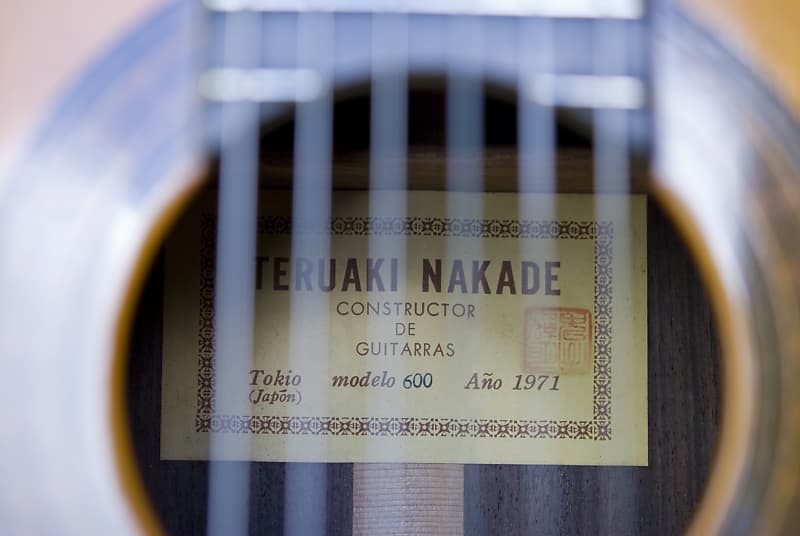 TERUAKI NAKADE
CONSTRUCTOR
DE
GUITARRAS
Tokio modelo 600 Año 1971
(Japón)